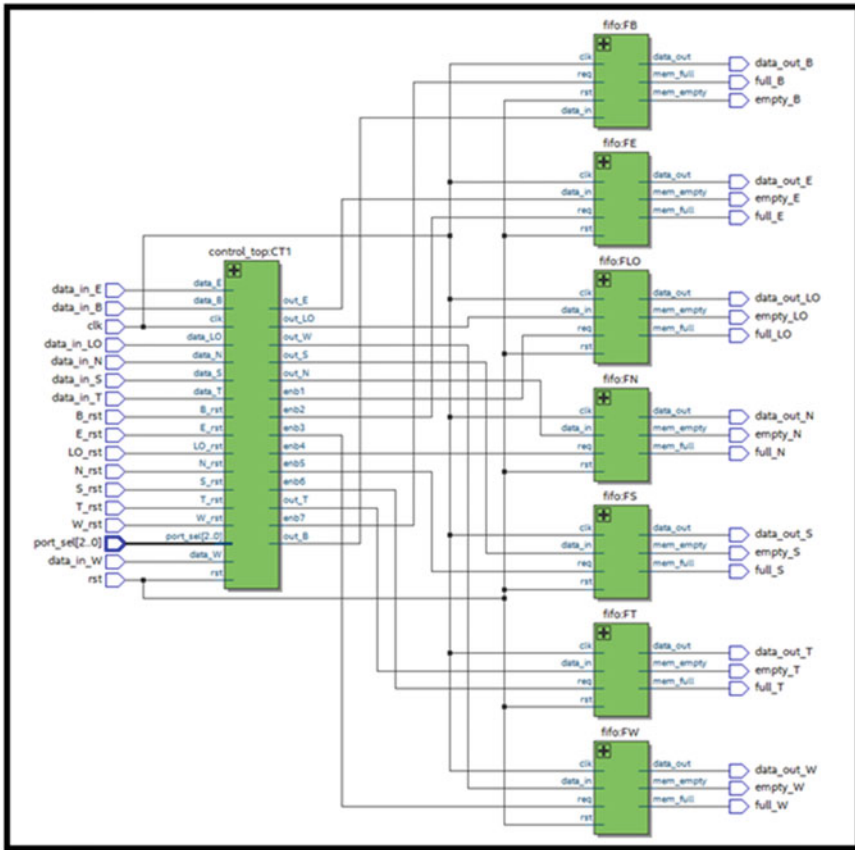 fifo:FB
clk
req
rst
data_in
data_out
mem_full
mem_empty
data_out_B
full_B
empty_B
fifo:FE
clk
data_in
req
rst
data_out
mem_empty
mem_full
data_out_E
empty_E
full_E
control_top:CT1
data_in_E
data_in_B
clk
data_in_LO
data_in_N
data_in_S
data_in_T
B_rst
E_rst
LO_rst
N_rst
S_rst
T_rst
W_rst
port_sel[2..0]
data_in_W
rst
data_E
data_B
clk
data_LO
data_N
data_S
data_T
B_rst
E_rst
LO_rst
N_rst
S_rst
T_rst
W_rst
port_sel[2..0]
data_W
rst
out_E
out_LO
out_W
out_S
out_N
enb1
enb2
enb3
enb4
enb5
enb6
out_T
enb7
out_B
fifo:FLO
clk
data_in
req
rst
data_out
mem_empty
mem_full
data_out_LO
empty_LO
full_LO
fifo:FN
clk
data_in
req
rst
data_out
mem_empty
mem_full
data_out_N
empty_N
full_N
fifo:FS
clk
data_in
req
rst
data_out
mem_empty
mem_full
data_out_S
empty_S
full_S
fifo:FT
clk
data_in
req
rst
data_out
mem_empty
mem_full
data_out_T
empty_T
full_T
fifo:FW
clk
data_in
req
rst
data_out
mem_empty
mem_full
data_out_W
empty_W
full_W